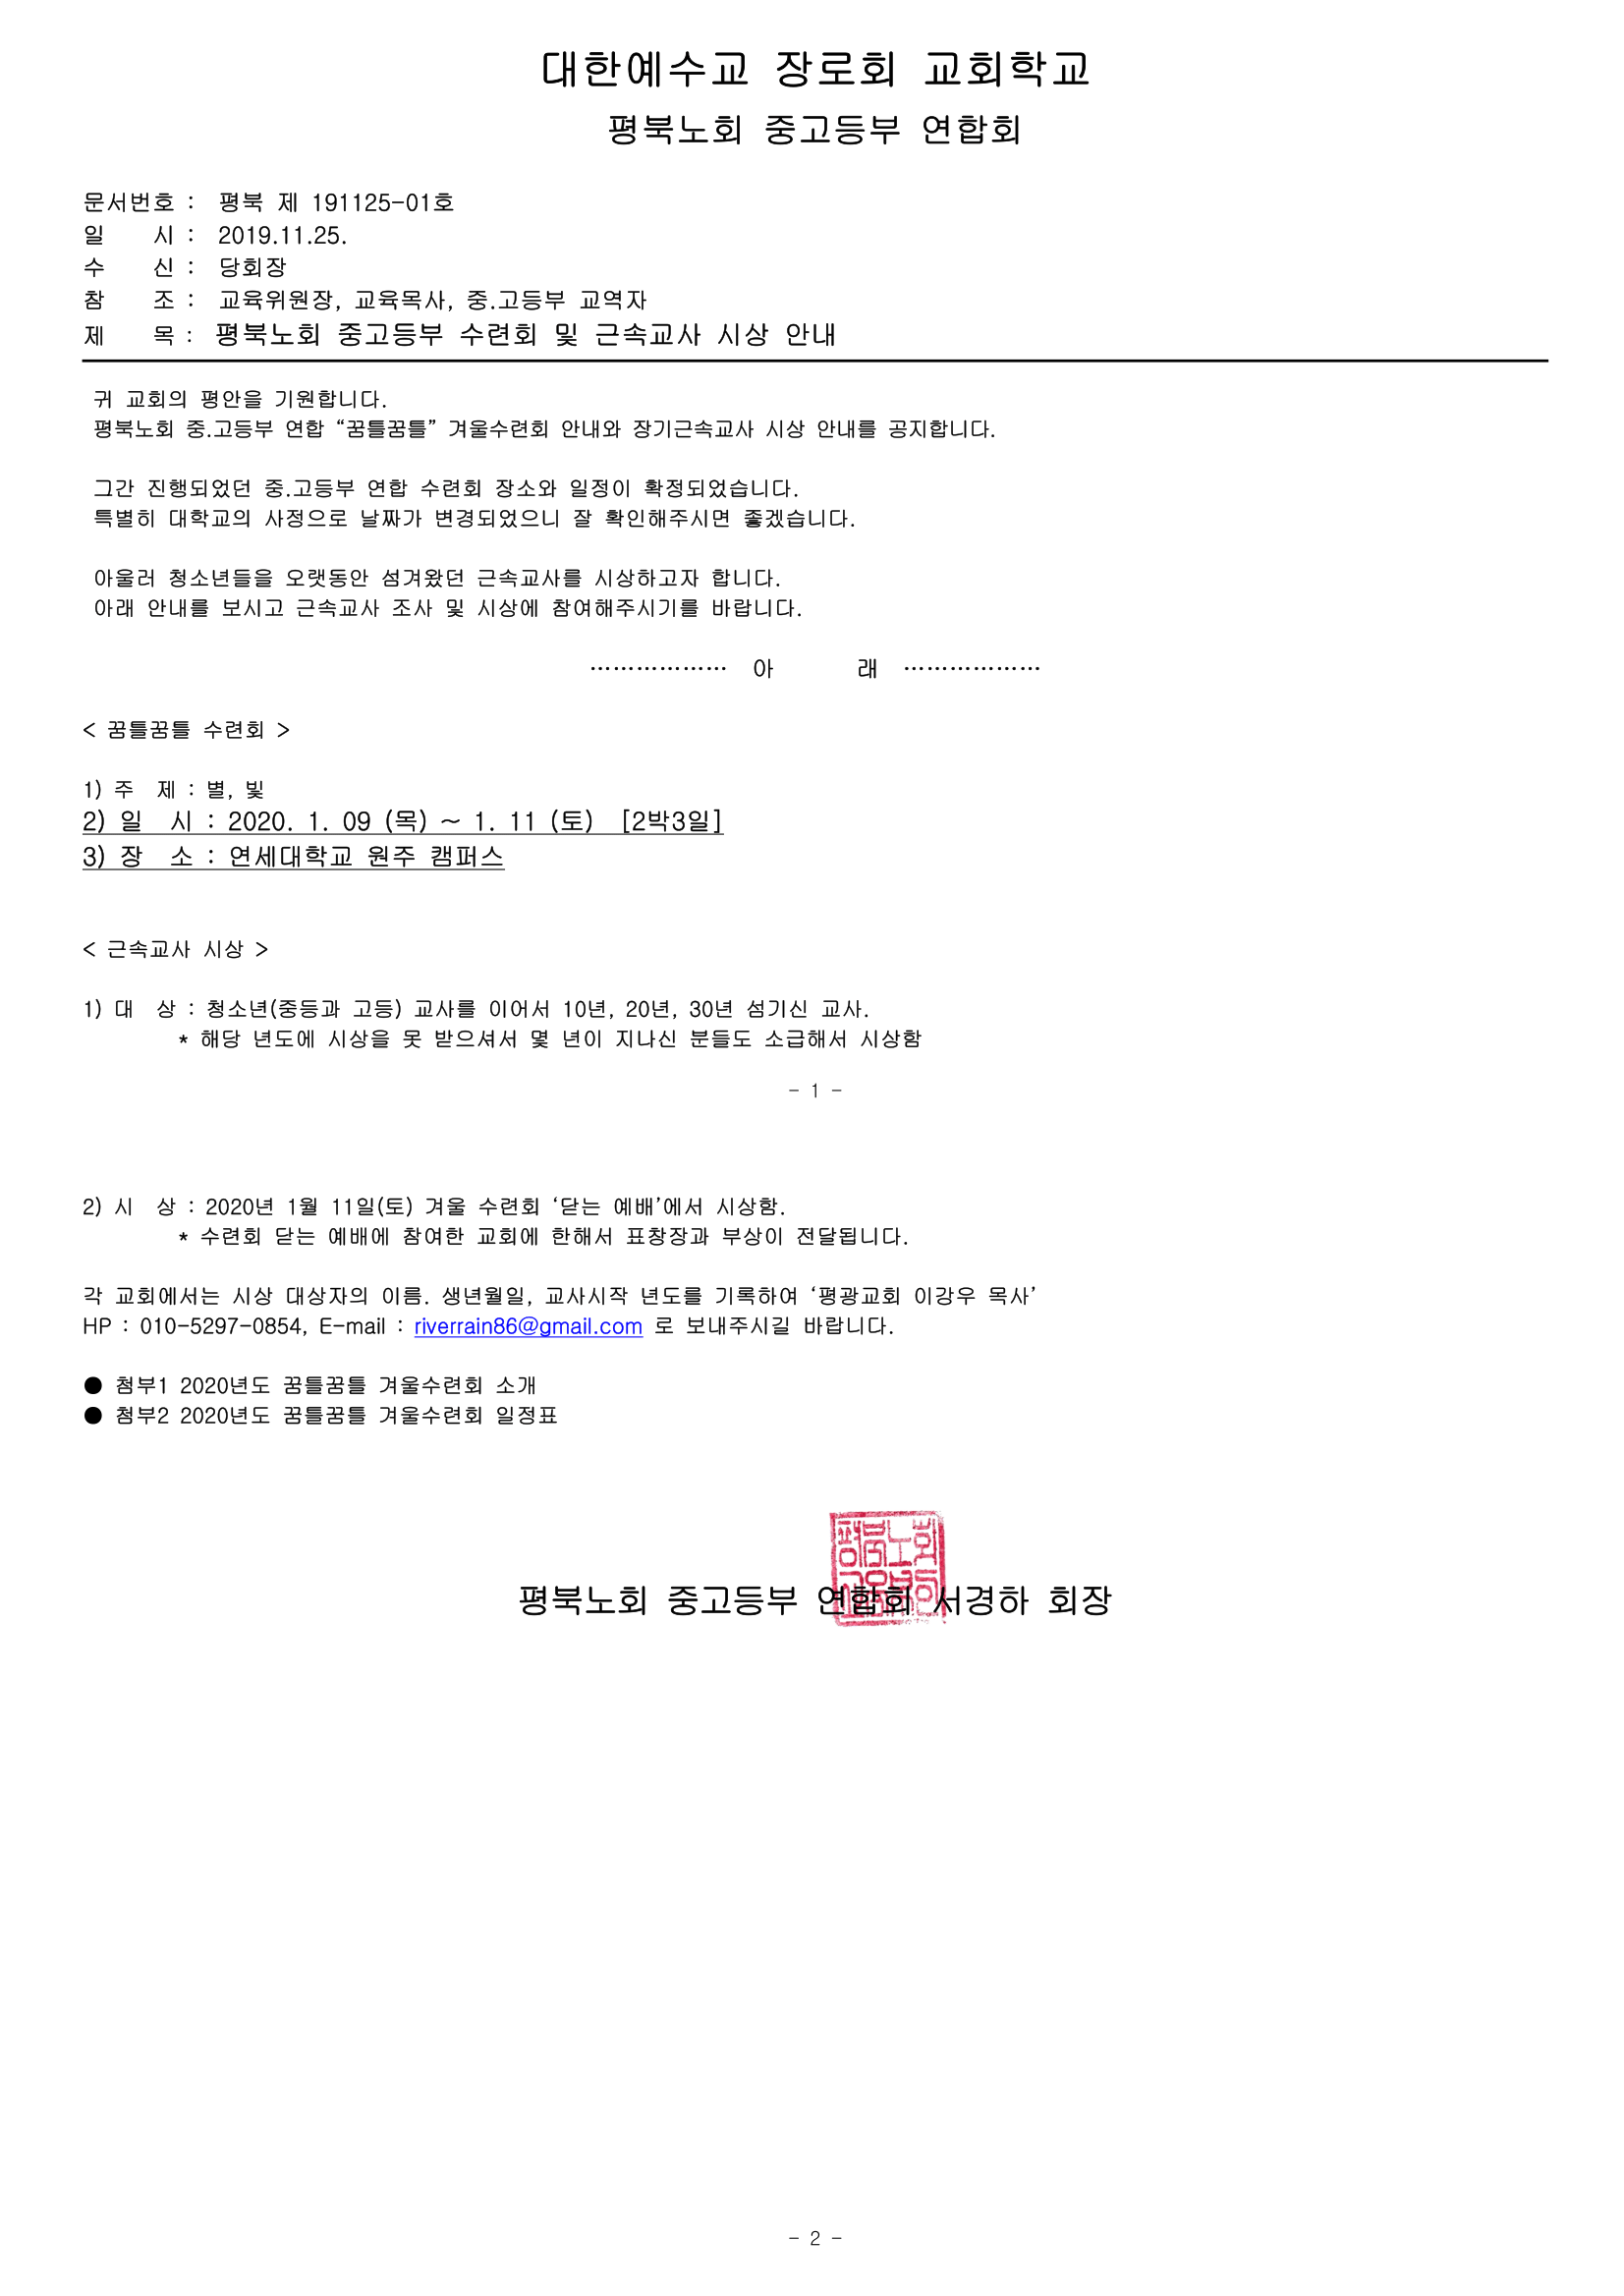 대한예수교 장로회 교회학교
평북노회 중고등부 연합회
문서번호 : 평북 제 191125-01호
일 시 : 2019.11.25.
수 신 : 당회장
참 조 : 교육위원장, 교육목사, 중.고등부 교역자
제 목 : 평북노회 중고등부 수련회 및 근속교사 시상 안내
귀 교회의 평안을 기원합니다.
평북노회 중.고등부 연합 “꿈틀꿈틀” 겨울수련회 안내와 장기근속교사 시상 안내를 공지합니다.
그간 진행되었던 중.고등부 연합 수련회 장소와 일정이 확정되었습니다.
특별히 대학교의 사정으로 날짜가 변경되었으니 잘 확인해주시면 좋겠습니다.
아울러 청소년들을 오랫동안 섬겨왔던 근속교사를 시상하고자 합니다.
아래 안내를 보시고 근속교사 조사 및 시상에 참여해주시기를 바랍니다.
……………… 아 래 ………………
< 꿈틀꿈틀 수련회 >
1) 주 제 : 별, 빛
2) 일 시 : 2020. 1. 09 (목) ~ 1. 11 (토) [2박3일]
3) 장 소 : 연세대학교 원주 캠퍼스
< 근속교사 시상 >
1) 대 상 : 청소년(중등과 고등) 교사를 이어서 10년, 20년, 30년 섬기신 교사.
* 해당 년도에 시상을 못 받으셔서 몇 년이 지나신 분들도 소급해서 시상함
- 1 -
2) 시 상 : 2020년 1월 11일(토) 겨울 수련회 ‘닫는 예배’에서 시상함.
* 수련회 닫는 예배에 참여한 교회에 한해서 표창장과 부상이 전달됩니다.
각 교회에서는 시상 대상자의 이름. 생년월일, 교사시작 년도를 기록하여 ‘평광교회 이강우 목사’
HP : 010-5297-0854, E-mail : riverrain86@gmail.com 로 보내주시길 바랍니다.
● 첨부1 2020년도 꿈틀꿈틀 겨울수련회 소개
● 첨부2 2020년도 꿈틀꿈틀 겨울수련회 일정표
평북노회 중고등부 연합회 서경하 회장
- 2 -